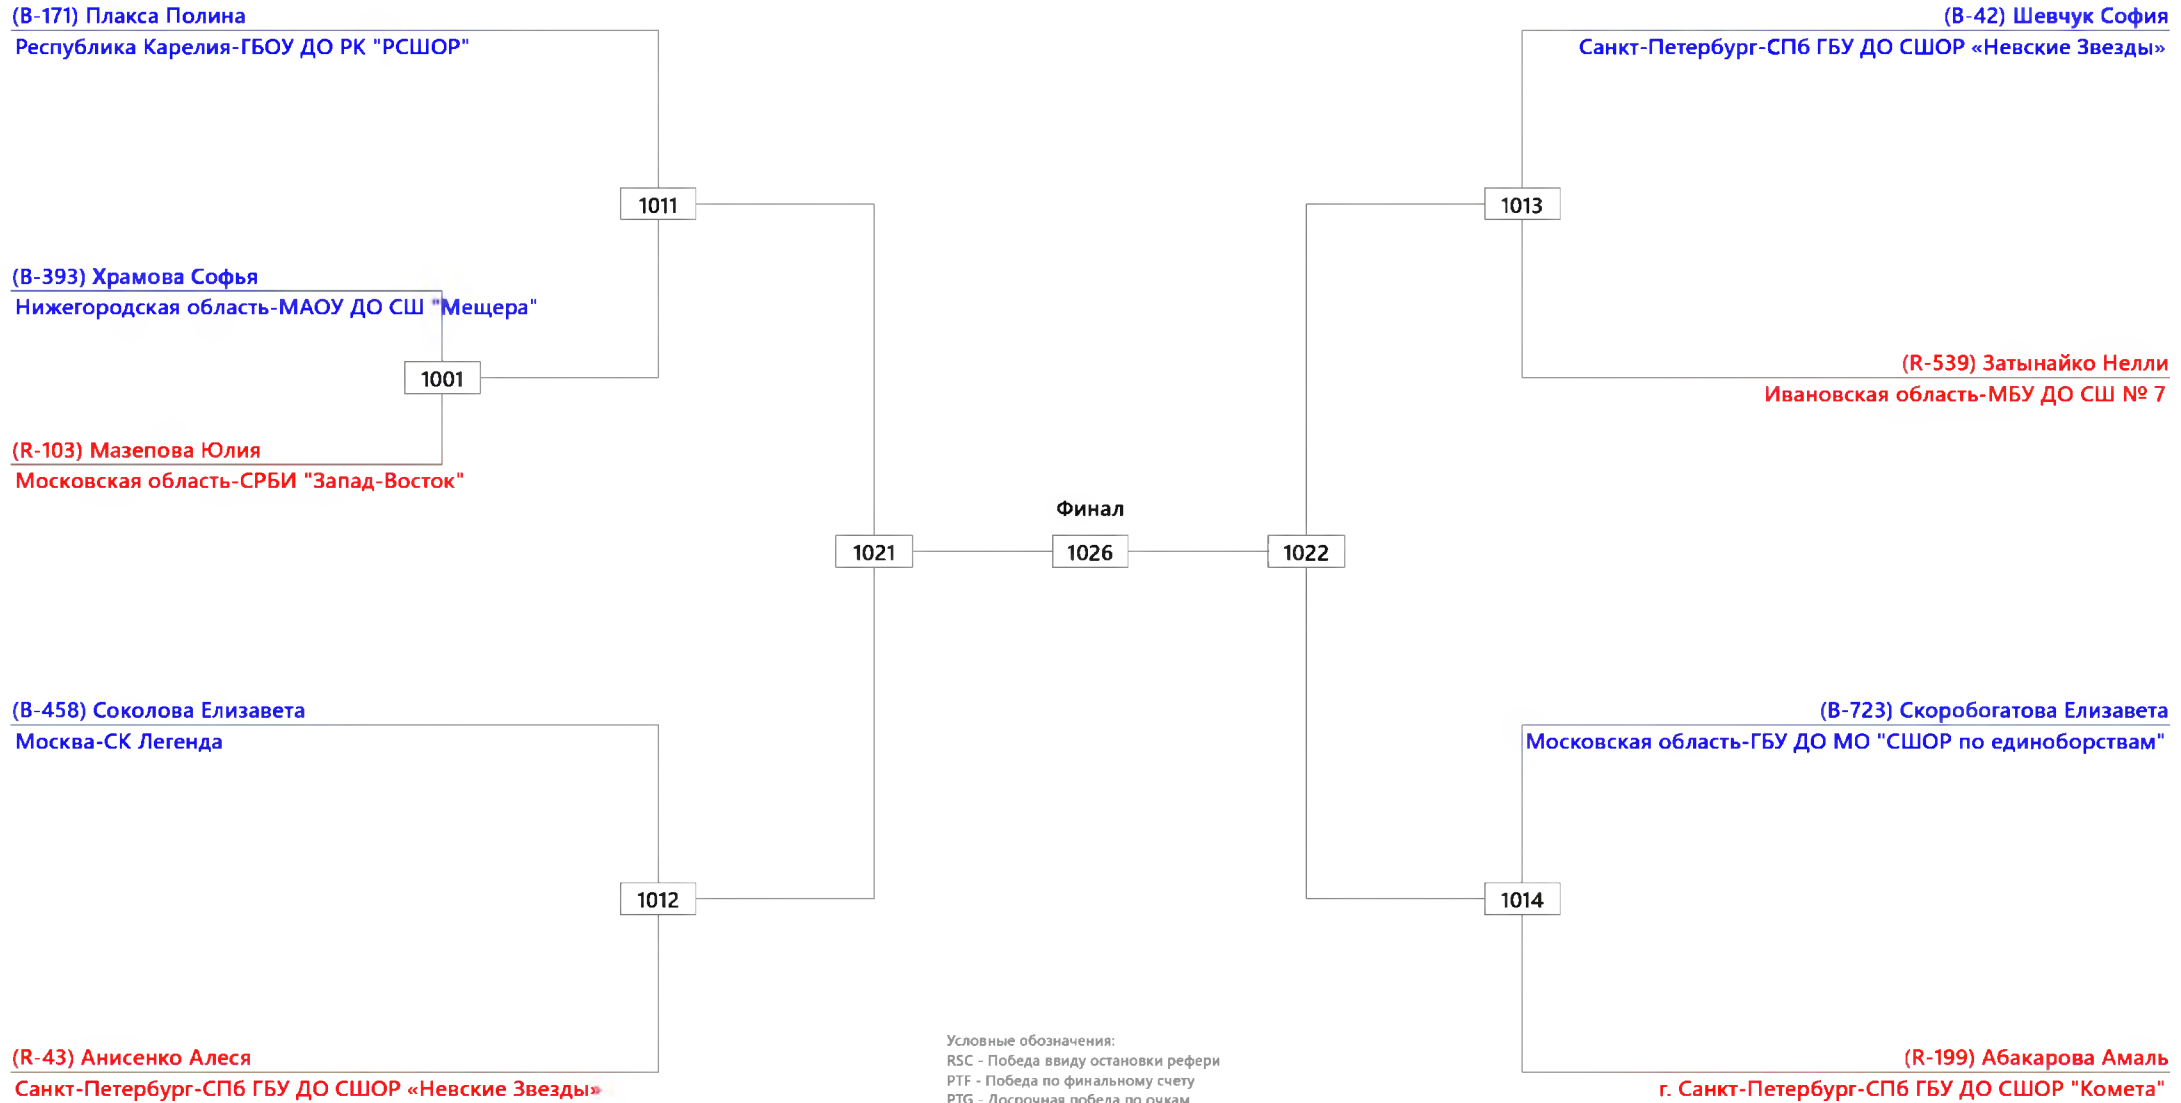 (B-171) Плакса Полина
Республика Карелия-ГБОУ ДО РК "РСШОР"
1011
(B-393) Храмова Софья
Нижегородская область-МАОУ ДО СШ "Мещера"
1001
(R-103) Мазепова Юлия
Московская область-СРБИ "Запад-Восток"
(B-458) Соколова Елизавета
Москва-СК Легенда
1012
(R-43) Анисенко Алеся
Санкт-Петербург-СПб ГБУ ДО СШОР «Невские Звезды»
1021
Финал
1026
1022
(B-42) Шевчук София
Санкт-Петербург-СПб ГБУ ДО СШОР «Невские Звезды»
1013
(R-539) Затынайко Нелли
Ивановская область-МБУ ДО СШ № 7
(B-723) Скоробогатова Елизавета
Московская область-ГБУ ДО МО "СШОР по единоборствам"
1014
(R-199) Абакарова Амаль
г. Санкт-Петербург-СПб ГБУ ДО СШОР "Комета"
Условные обозначения:
RSC - Победа ввиду остановки рефери
PTF - Победа по финальному счету
PTG - Досрочная победа по очкам